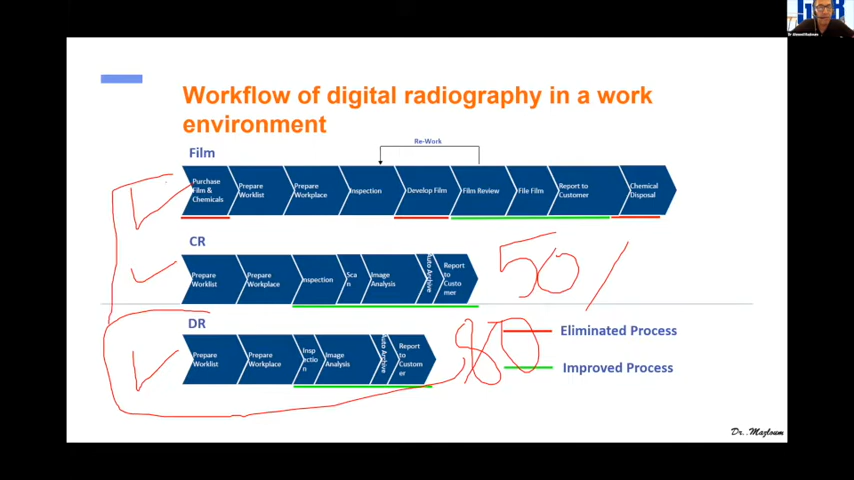 Workflow of digital radiography in a work
environment
Re-Work
Film
Purchase
Film &
Chemicals
Prepare
Worklist
Prepare
Workplace
Inspection
Develop Film
Film Review
File Film
Report to
Customer
Chemical
Disposal
CR
Prepare
Worklist
Prepare
Workplace
Inspection
Sca
n
Image
Analysis
Auto Archive
Report
to
Custo
mer
50/
DR
Prepare
Worklist
Prepare
Workplace
Insp
ectio
n
Image
Analysis
Auto Archive
Report
to
Custom
er
80
Eliminated Process
Improved Process
Dr. .Mazloum